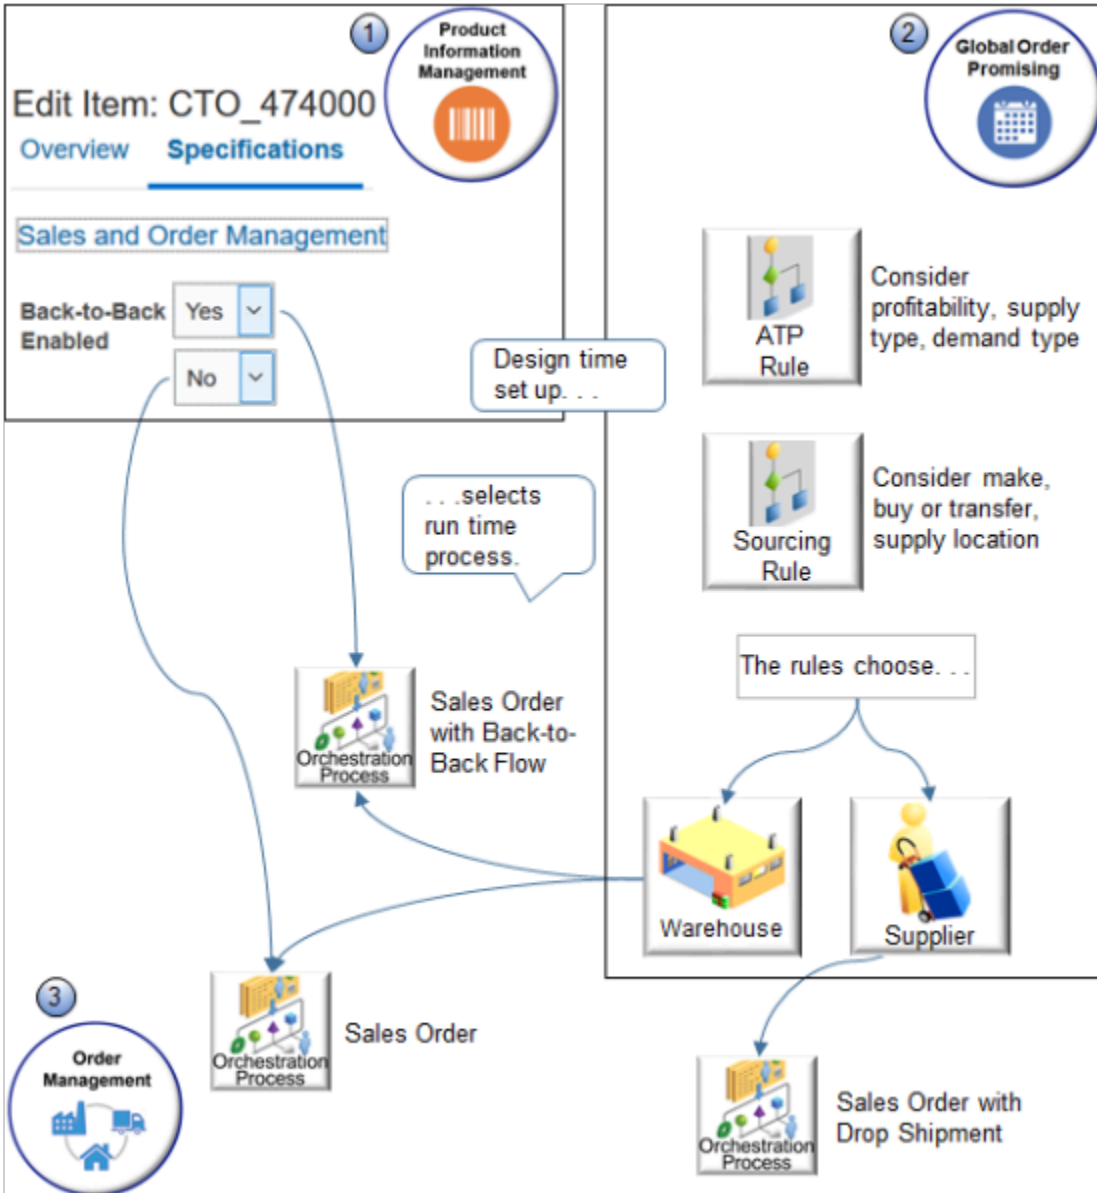 1
Product
Information
Management
Edit Item: CTO_474000
Overview Specifications
Sales and Order Management
Back-to-Back
Enabled
Yes
No
Design time
set up. . .
. . .selects
run time
process.
2
Global Order
Promising
ATP
Rule
Consider
profitability, supply
type, demand type
Sourcing
Rule
Consider make,
buy or transfer,
supply location
The rules choose. . .
Warehouse
Supplier
Orchestration
Process
Sales Order
with Back-to-
Back Flow
Orchestration
Process
Sales Order
Orchestration
Process
Sales Order with
Drop Shipment
3
Order
Management